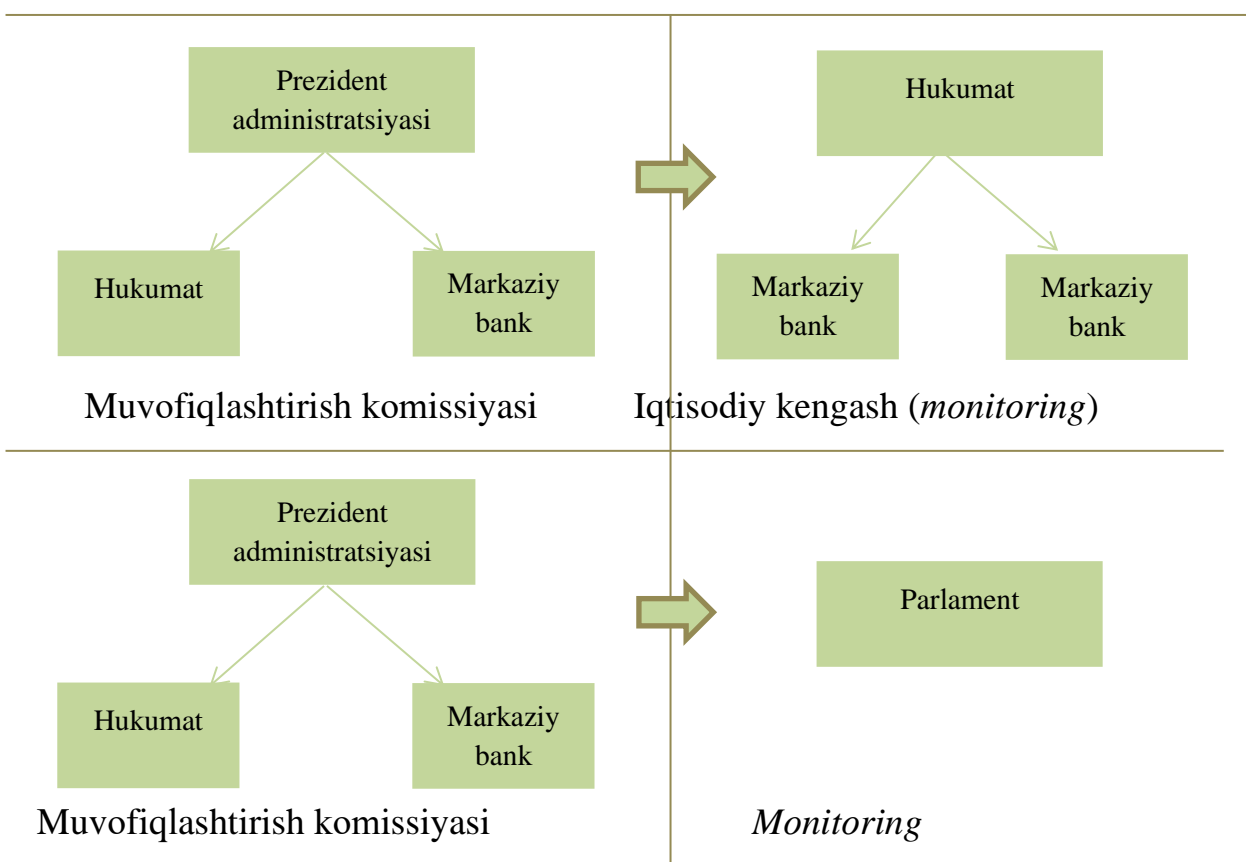 Prezident
administratsiyasi
Hukumat
Hukumat
Markaziy
bank
Markaziy
bank
Markaziy
bank
Muvofiqlashtirish komissiyasi
Iqtisodiy kengash (monitoring)
Prezident
administratsiyasi
Parlament
Hukumat
Markaziy
bank
Muvofiqlashtirish komissiyasi
Monitoring